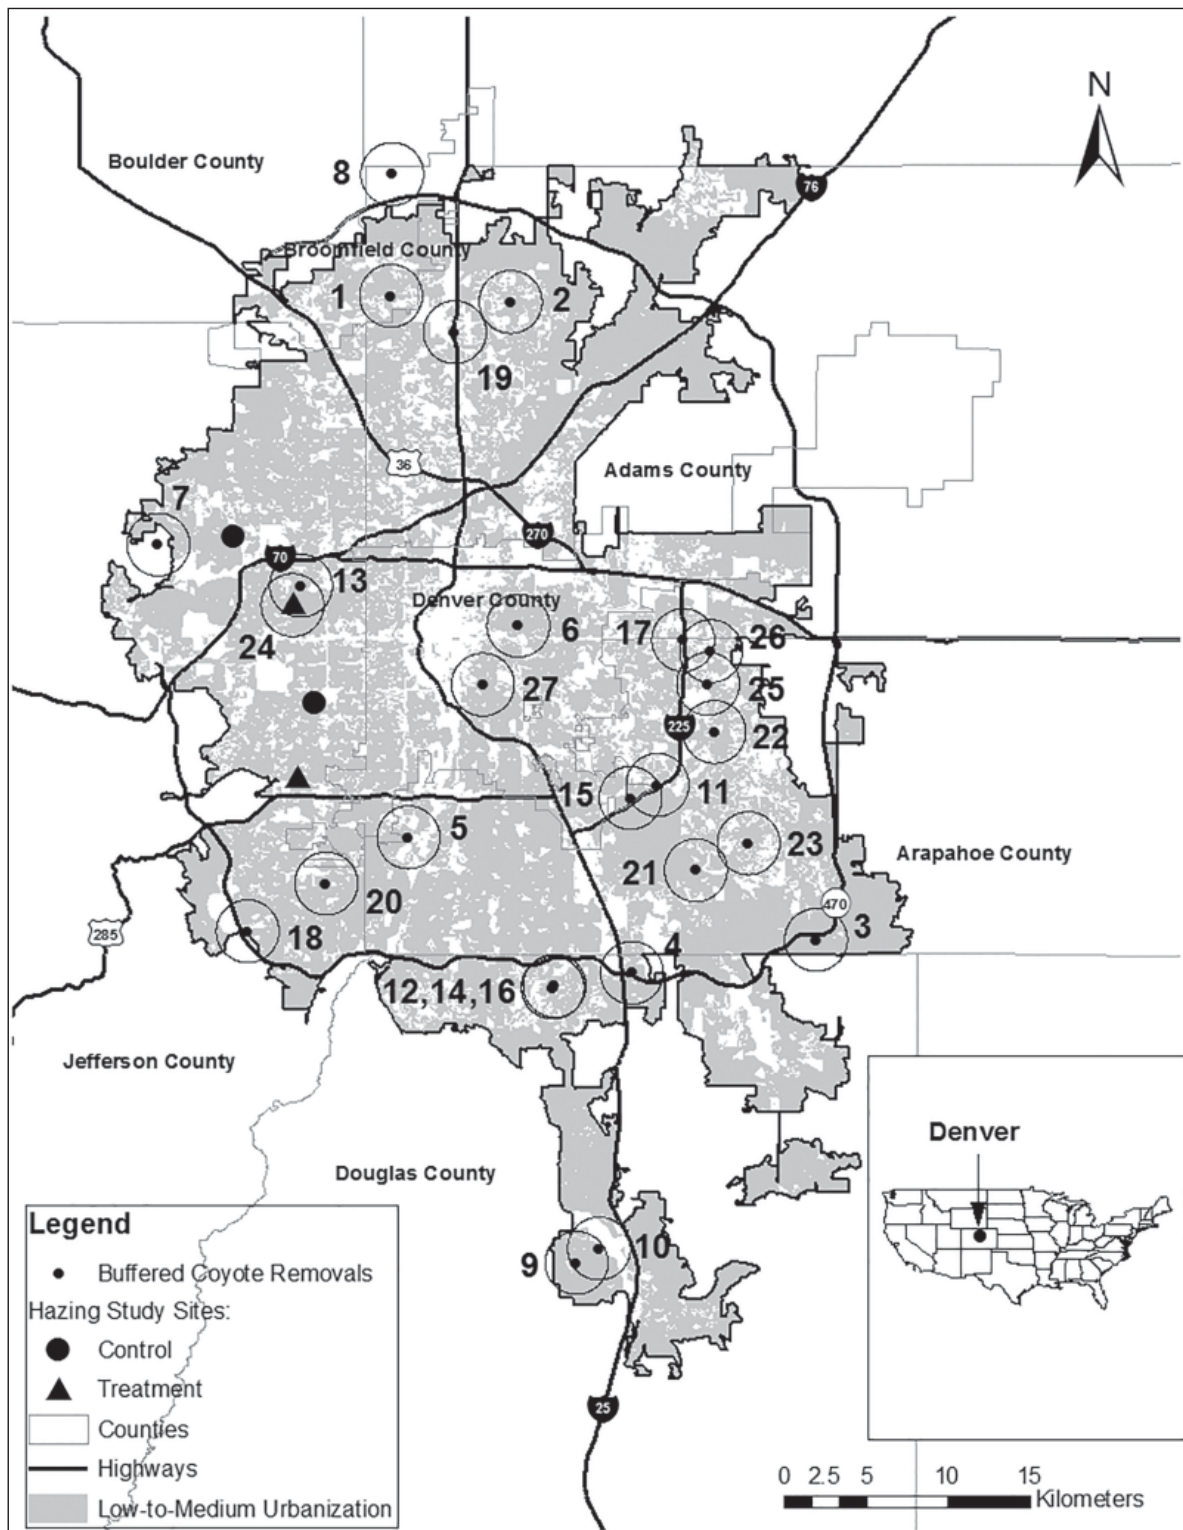 N
Boulder County
8
76
Broomfield County
1
2
19
36
Adams County
7
270
70
13
Denver County
6
17
26
24
27
25
225
22
15
11
5
23
Arapahoe County
21
20
470
285
18
3
4
12,14,16
Jefferson County
Denver
Douglas County
Legend
Buffered Coyote Removals
Hazing Study Sites:
Control
Treatment
Counties
Highways
Low-to-Medium Urbanization
9
10
25
0 2.5 5 10 15
Kilometers